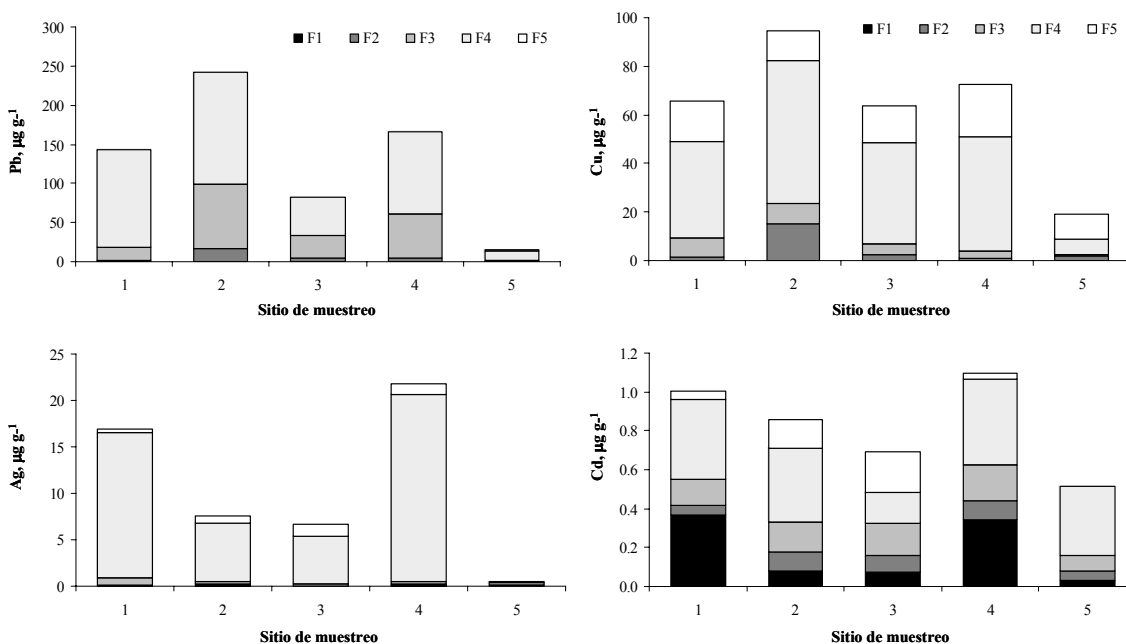 300
250
200
150
100
50
0
Pb, µg g-1
F1 F2 F3 F4 F5
1 2 3 4 5
Sitio de muestreo
100
80
60
40
20
0
Cu, µg g-1
F1 F2 F3 F4 F5
1 2 3 4 5
Sitio de muestreo
25
20
15
10
5
0
Ag, µg g-1
1 2 3 4 5
Sitio de muestreo
1.2
1.0
0.8
0.6
0.4
0.2
0.0
Cd, µg g-1
1 2 3 4 5
Sitio de muestreo